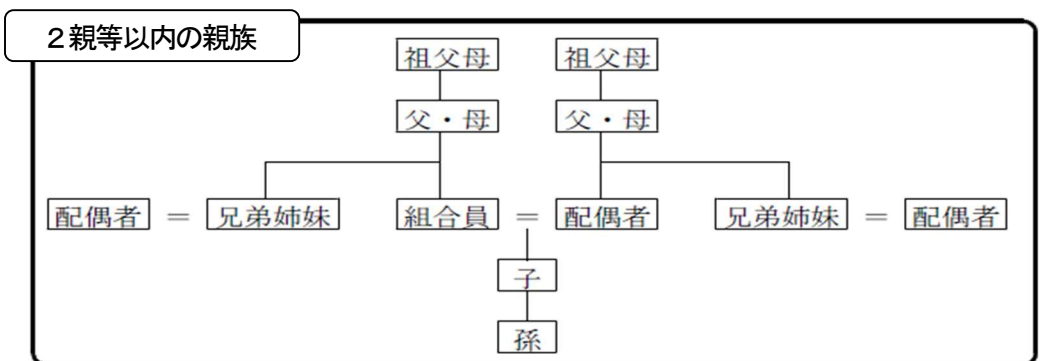 2親等以内の親族
祖父母 祖父母
父・母 父・母
配偶者 = 兄弟姉妹 組合員 = 配偶者 兄弟姉妹 = 配偶者
子
孫